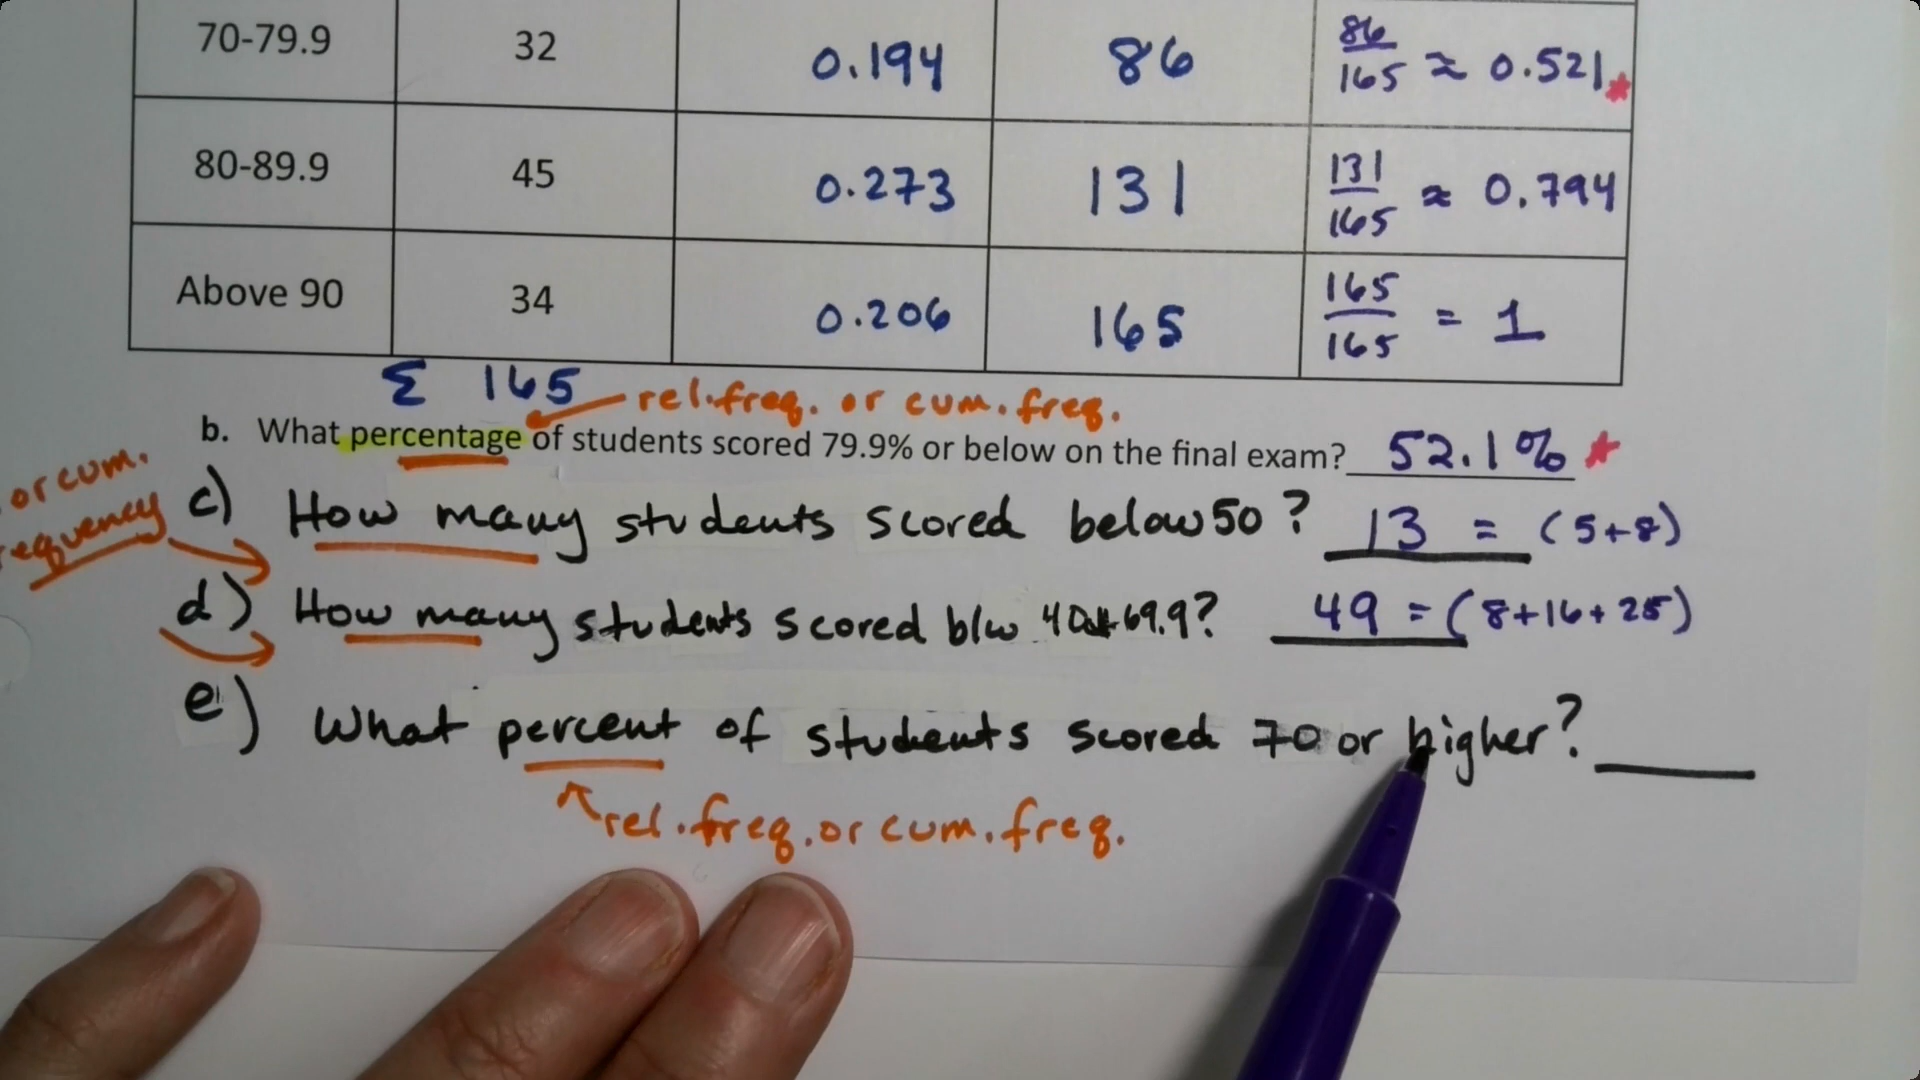 70-79.9 32 0.194 86 86/165 ≈ 0.521 *
80-89.9 45 0.273 131 131/165 ≈ 0.794
Above 90 34 0.206 165 165/165 = 1
Σ 165 rel.freq. or cum.freq.
b. What percentage of students scored 79.9% or below on the final exam? 52.1% *
or cum.
requency
c) How many students scored below 50? 13 = (5+8)
d) How many students scored b/w 40 69.9? 49 = (8+16+25)
e) What percent of students scored 70 or higher?
rel.freq. or cum.freq.